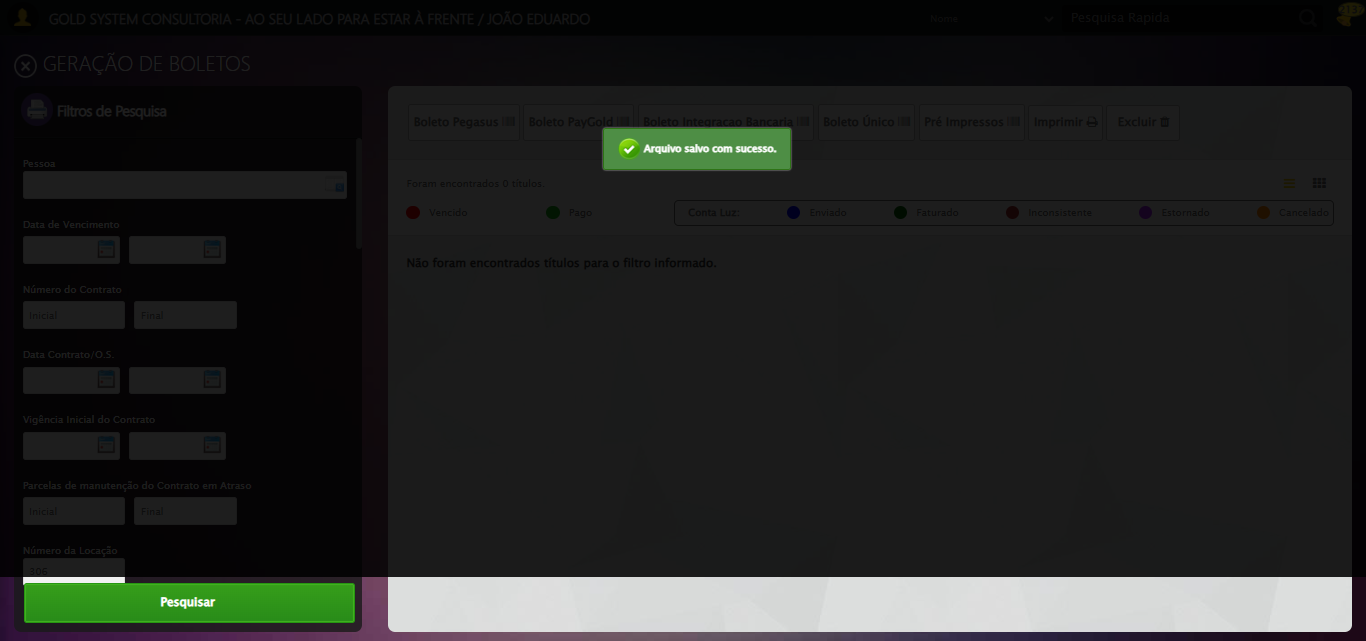 GOLD SYSTEM CONSULTORIA - AO SEU LADO PARA ESTAR À FRENTE / JOÃO EDUARDO
Nome
Pesquisa Rapida
GERAÇÃO DE BOLETOS
Filtros de Pesquisa
Boleto Pegasus
Boleto PayGold
Boleto Integracao Bancaria
Boleto Único
Pré Impressos
Imprimir
Excluir
Arquivo salvo com sucesso.
Pessoa
Foram encontrados 0 títulos.
Vencido
Pago
Conta Luz:
Enviado
Faturado
Inconsistente
Estornado
Cancelado
Data de Vencimento
Não foram encontrados títulos para o filtro informado.
Número do Contrato
Inicial
Final
Data Contrato/O.S.
Vigência Inicial do Contrato
Parcelas de manutenção do Contrato em Atraso
Inicial
Final
Número da Locação
306
Pesquisar